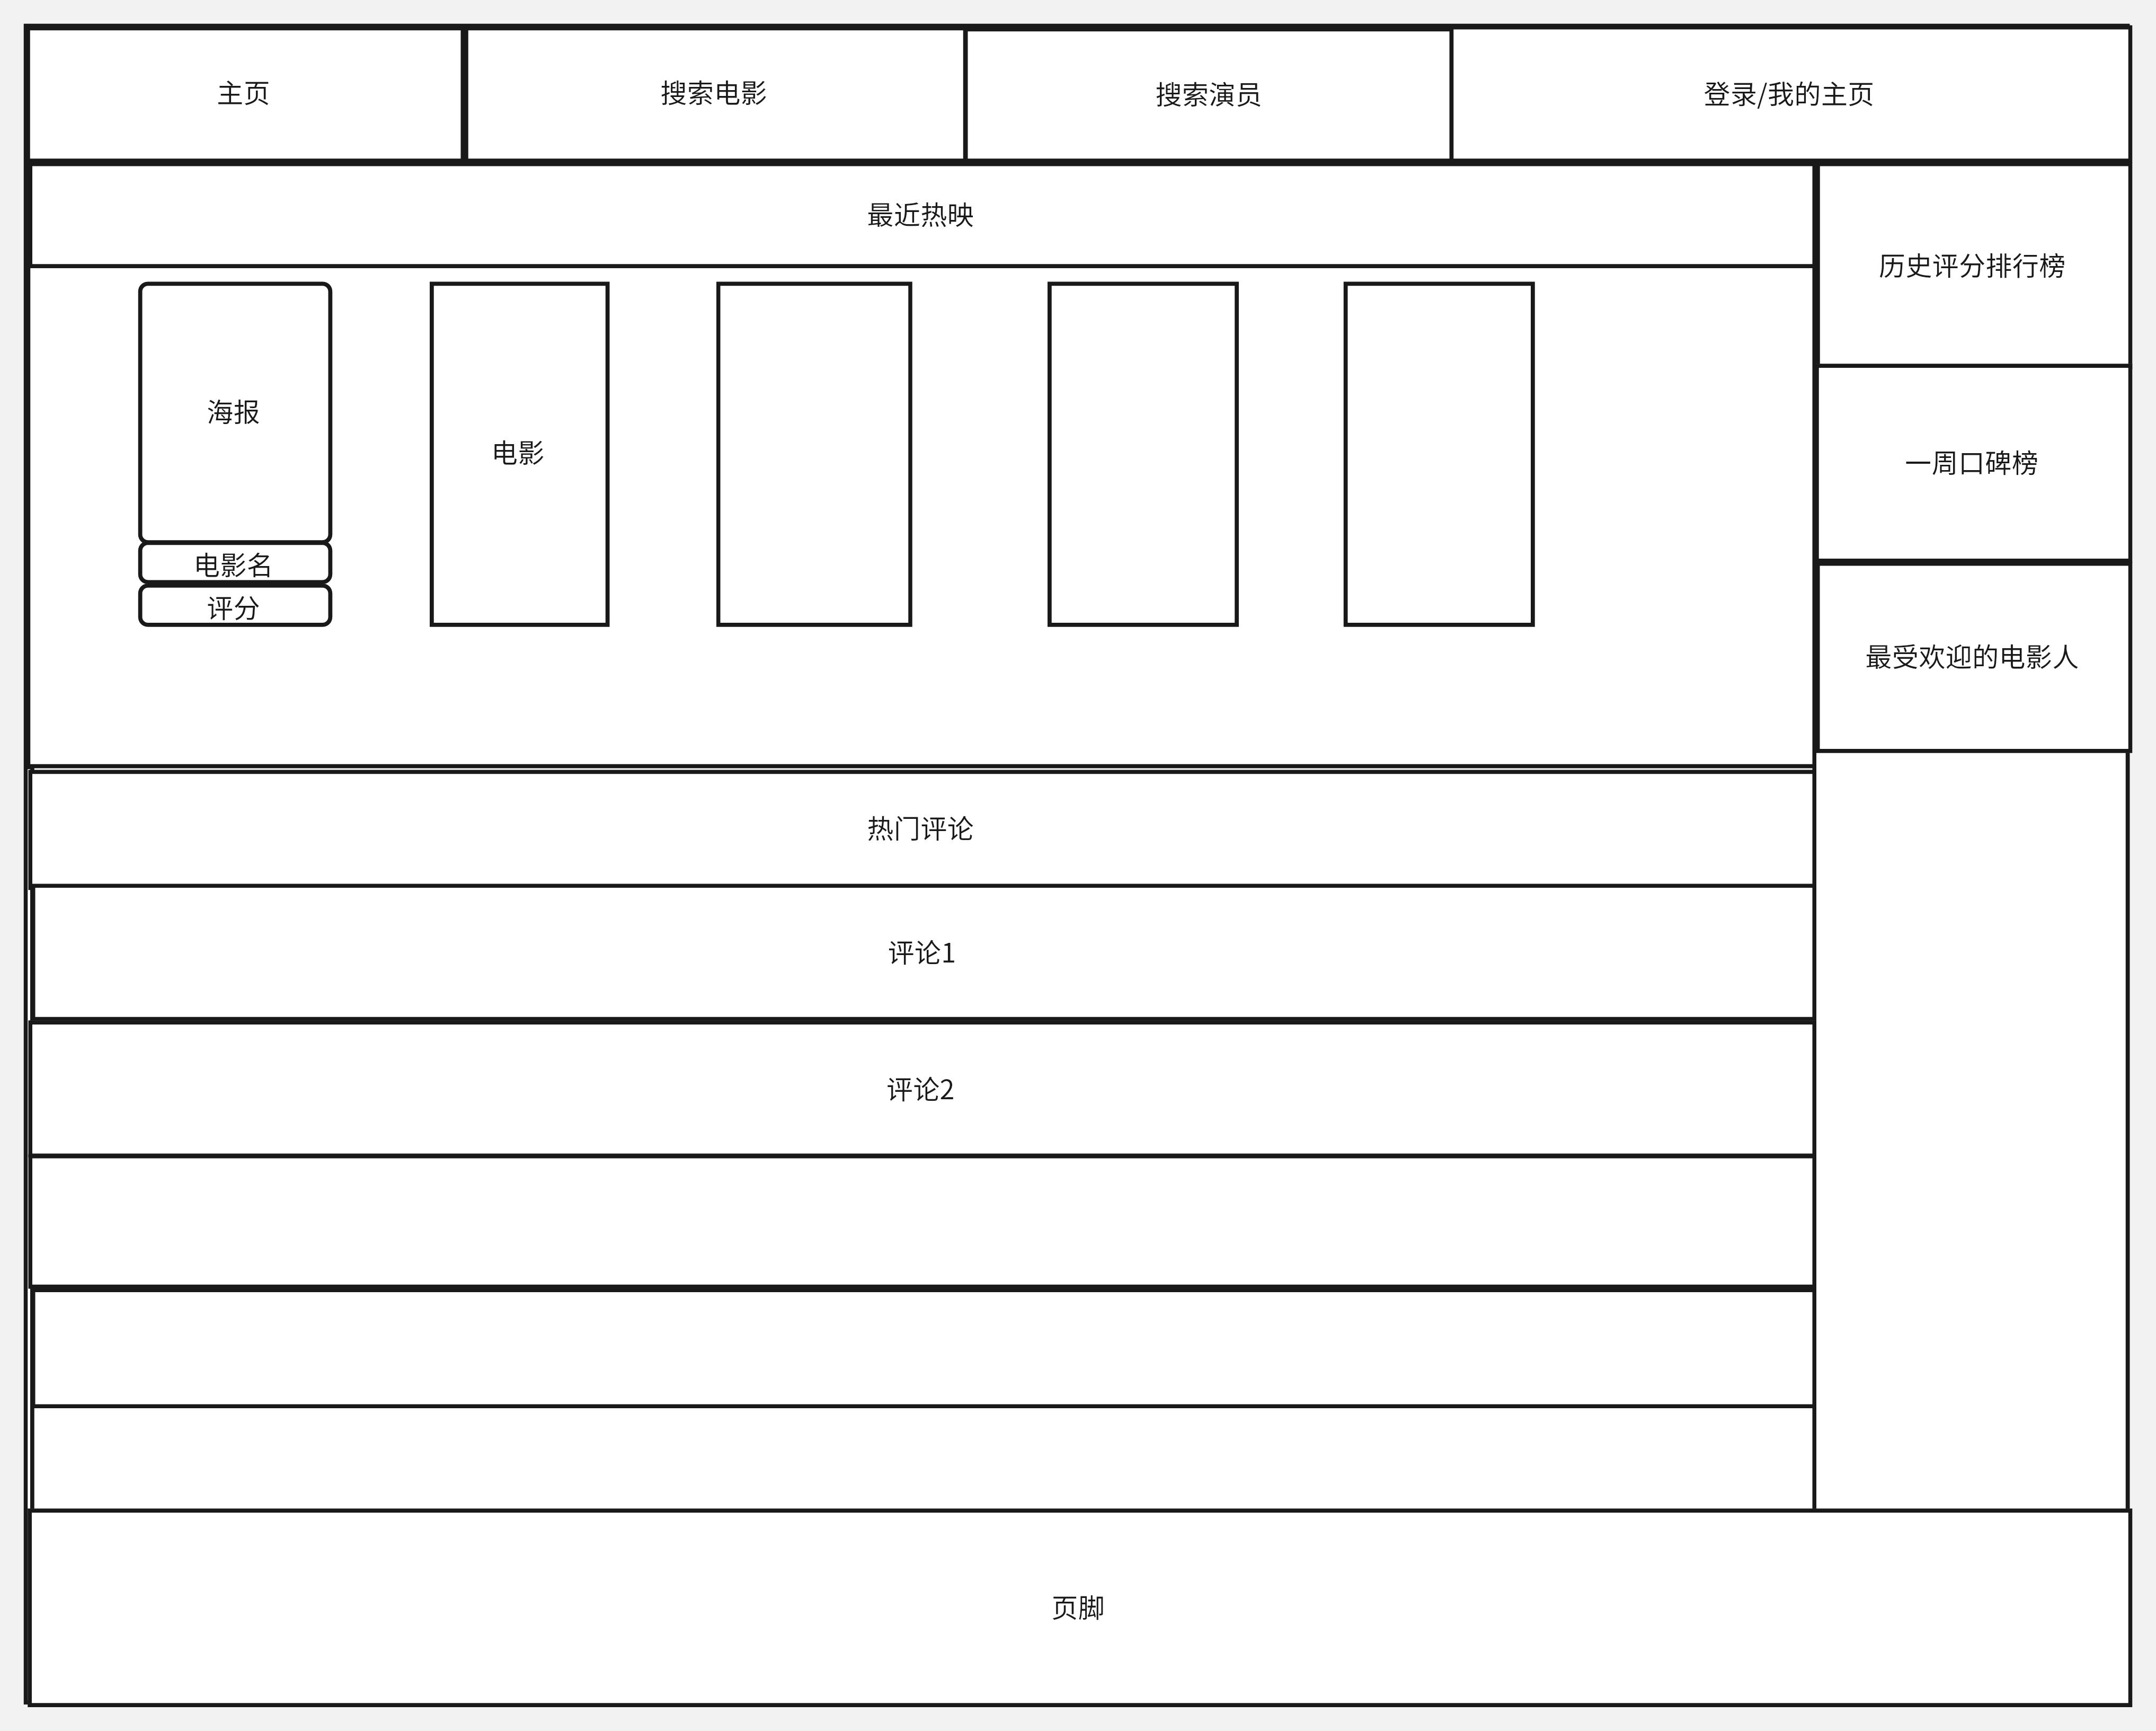 主页
搜索电影
搜索演员
登录/我的主页
最近热映
历史评分排行榜
海报
电影
电影名
评分
一周口碑榜
最受欢迎的电影人
热门评论
评论1
评论2
页脚